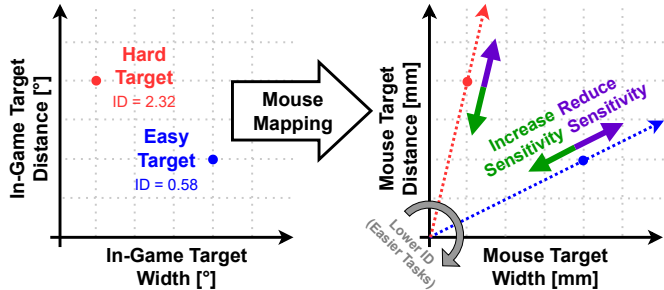 In-Game Target
Distance [°]
Hard
Target
ID = 2.32
Easy
Target
ID = 0.58
In-Game Target
Width [°]
Mouse
Mapping
Mouse Target
Distance [mm]
Increase
Sensitivity
Reduce
Sensitivity
Lower ID
(Easier Tasks)
Mouse Target
Width [mm]